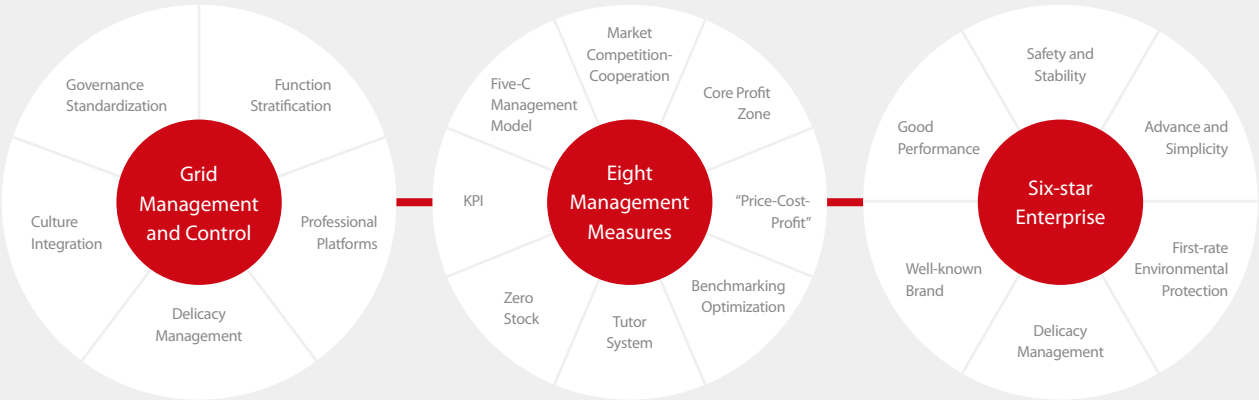 Grid
Management
and Control
Governance
Standardization
Function
Stratification
Professional
Platforms
Delicacy
Management
Culture
Integration
Eight
Management
Measures
Market
Competition-
Cooperation
Core Profit
Zone
“Price-Cost-
Profit”
Benchmarking
Optimization
Tutor
System
Zero
Stock
KPI
Five-C
Management
Model
Six-star
Enterprise
Safety and
Stability
Advance and
Simplicity
First-rate
Environmental
Protection
Delicacy
Management
Well-known
Brand
Good
Performance